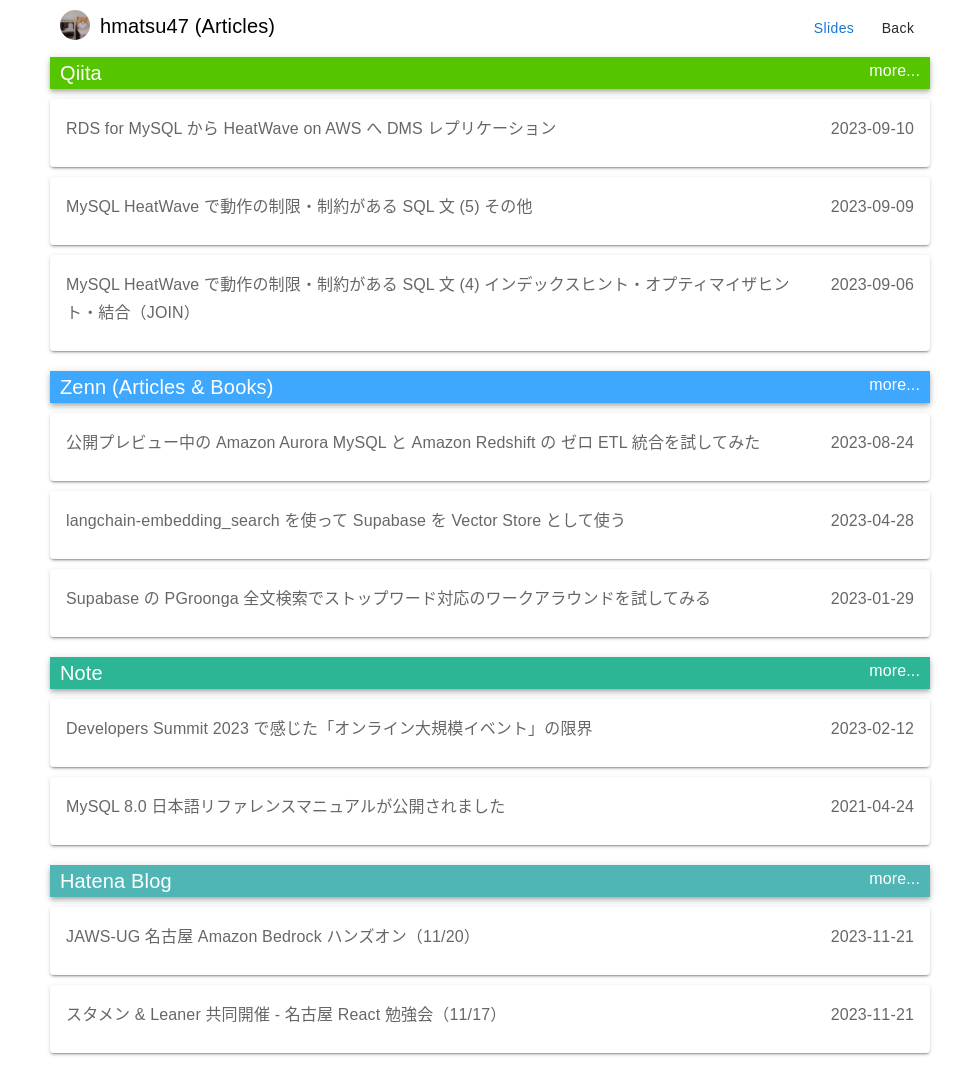 hmatsu47 (Articles)
Slides
Back
Qiita
more...
RDS for MySQL から HeatWave on AWS へ DMS レプリケーション
2023-09-10
MySQL HeatWave で動作の制限・制約がある SQL 文 (5) その他
2023-09-09
MySQL HeatWave で動作の制限・制約がある SQL 文 (4) インデックスヒント・オプティマイザヒン
ト・結合（JOIN）
2023-09-06
Zenn (Articles & Books)
more...
公開プレビュー中の Amazon Aurora MySQL と Amazon Redshift の ゼロ ETL 統合を試してみた
2023-08-24
langchain-embedding_search を使って Supabase を Vector Store として使う
2023-04-28
Supabase の PGroonga 全文検索でストップワード対応のワークアラウンドを試してみる
2023-01-29
Note
more...
Developers Summit 2023 で感じた「オンライン大規模イベント」の限界
2023-02-12
MySQL 8.0 日本語リファレンスマニュアルが公開されました
2021-04-24
Hatena Blog
more...
JAWS-UG 名古屋 Amazon Bedrock ハンズオン（11/20）
2023-11-21
スタメン & Leaner 共同開催 - 名古屋 React 勉強会（11/17）
2023-11-21